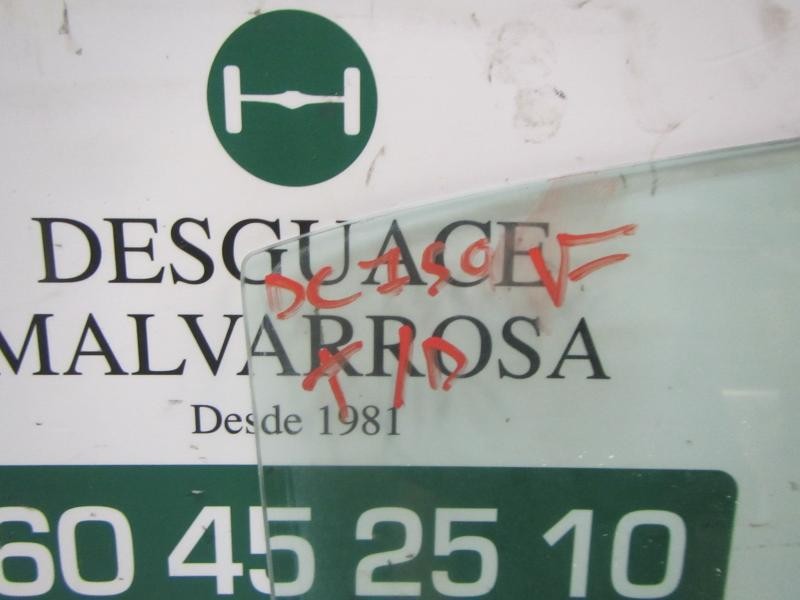 DESGUACE
MALVARROSA
Desde 1981
T/D
60 45 25 10